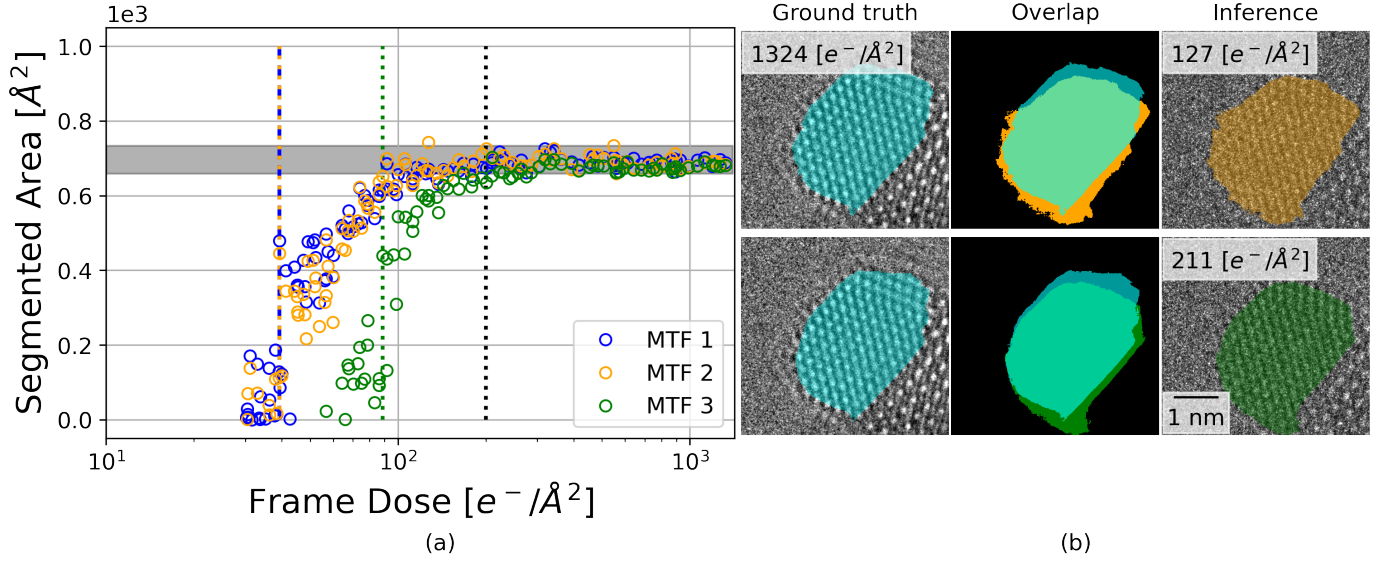 1e3
Segmented Area [Å²]
1.0
0.8
0.6
0.4
0.2
0.0
MTF 1
MTF 2
MTF 3
10¹
10²
10³
Frame Dose [e⁻/Å²]
(a)
Ground truth
Overlap
Inference
1324 [e⁻/Å²]
127 [e⁻/Å²]
211 [e⁻/Å²]
1 nm
(b)